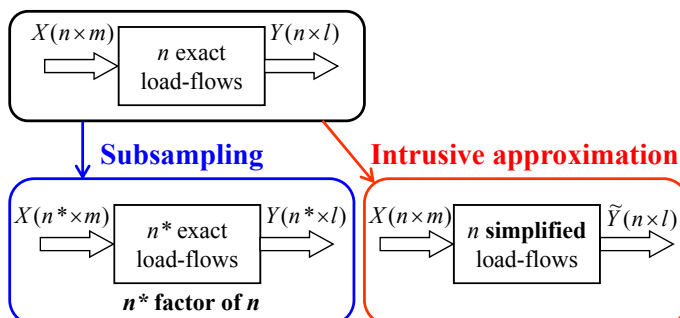 X(n×m)
n exact
load-flows
Y(n×l)
Subsampling
Intrusive approximation
X(n*×m)
n* exact
load-flows
Y(n*×l)
n* factor of n
X(n×m)
n simplified
load-flows
Ỹ(n×l)